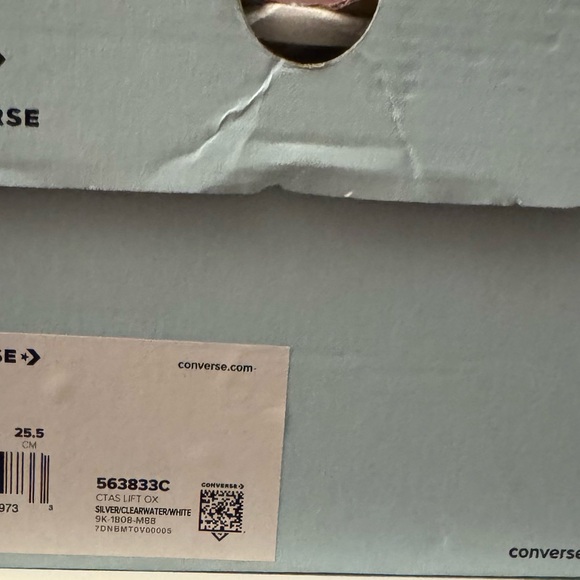 RSE
SE
converse.com
25.5
CM
973
3
563833C
CTAS LIFT OX
SILVER/CLEARWATER/WHITE
9K-1808-M88
7DNBMT0V00005
CONVERSE
converse